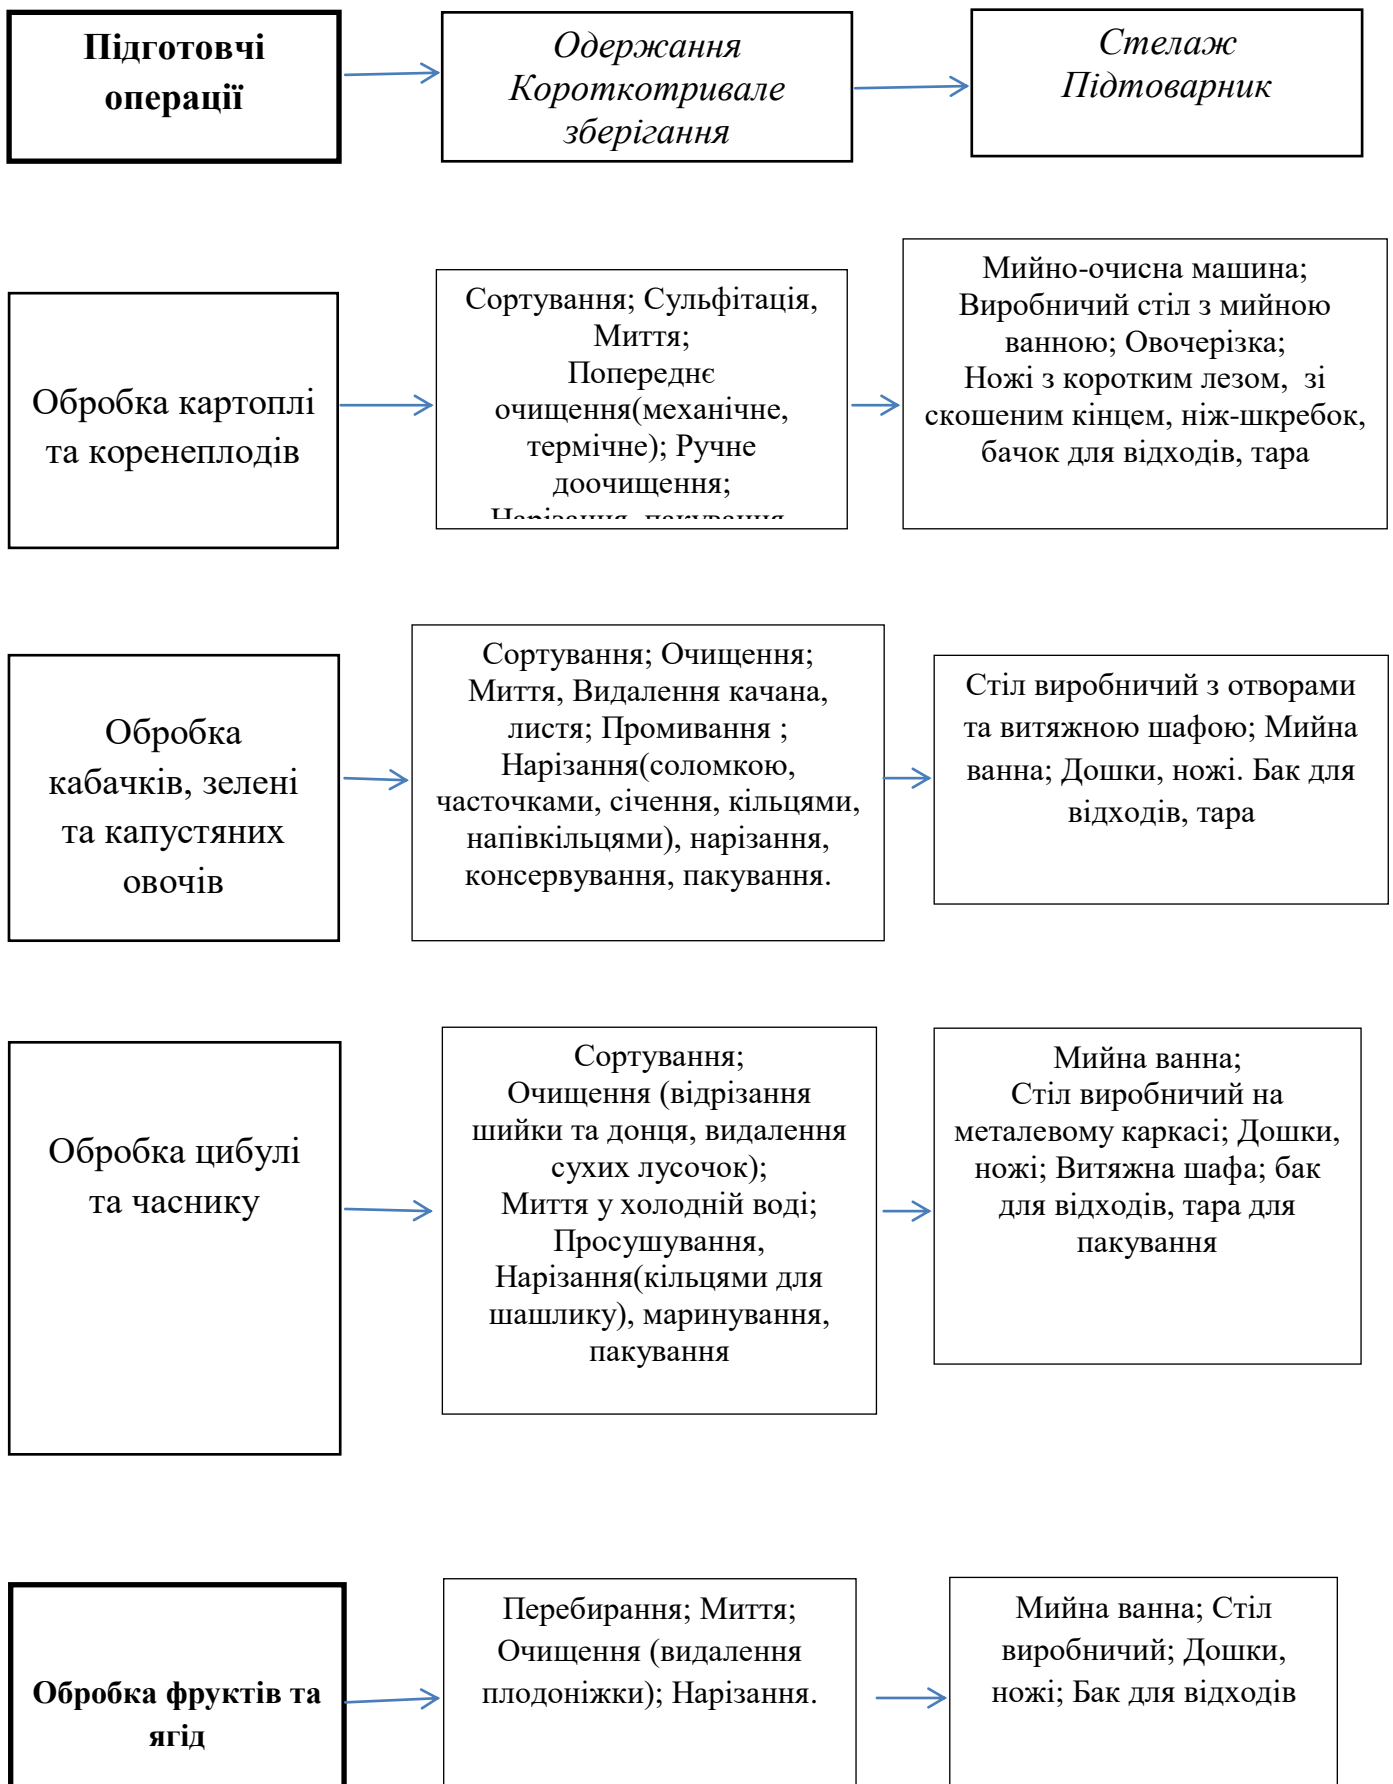 Підготовчі
операції
Одержання
Короткотривале
зберігання
Стелаж
Підтоварник
Обробка картоплі
та коренеплодів
Сортування; Сульфітація,
Миття;
Попереднє
очищення(механічне,
термічне); Ручне
доочищення;
Нарізання, пакування
Мийно-очисна машина;
Виробничий стіл з мийною
ванною; Овочерізка;
Ножі з коротким лезом, зі
скошеним кінцем, ніж-шкребок,
бачок для відходів, тара
Обробка
кабачків, зелені
та капустяних
овочів
Сортування; Очищення;
Миття, Видалення качана,
листя; Промивання ;
Нарізання(соломкою,
часточками, січення, кільцями,
напівкільцями), нарізання,
консервування, пакування.
Стіл виробничий з отворами
та витяжною шафою; Мийна
ванна; Дошки, ножі. Бак для
відходів, тара
Обробка цибулі
та часнику
Сортування;
Очищення (відрізання
шийки та донця, видалення
сухих лусочок);
Миття у холодній воді;
Просушування,
Нарізання(кільцями для
шашлику), маринування,
пакування
Мийна ванна;
Стіл виробничий на
металевому каркасі; Дошки,
ножі; Витяжна шафа; бак
для відходів, тара для
пакування
Обробка фруктів та
ягід
Перебирання; Миття;
Очищення (видалення
плодоніжки); Нарізання.
Мийна ванна; Стіл
виробничий; Дошки,
ножі; Бак для відходів